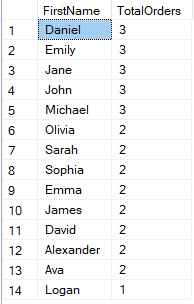 FirstName TotalOrders
1 Daniel 3
2 Emily 3
3 Jane 3
4 John 3
5 Michael 3
6 Olivia 2
7 Sarah 2
8 Sophia 2
9 Emma 2
10 James 2
11 David 2
12 Alexander 2
13 Ava 2
14 Logan 1